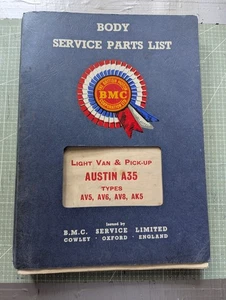 BODY
SERVICE PARTS LIST
BMC
LIGHT VAN & PICK-UP
AUSTIN A35
TYPES
AV5, AV6, AV8, AK5
Issued by
B.M.C. SERVICE LIMITED
COWLEY · OXFORD · ENGLAND